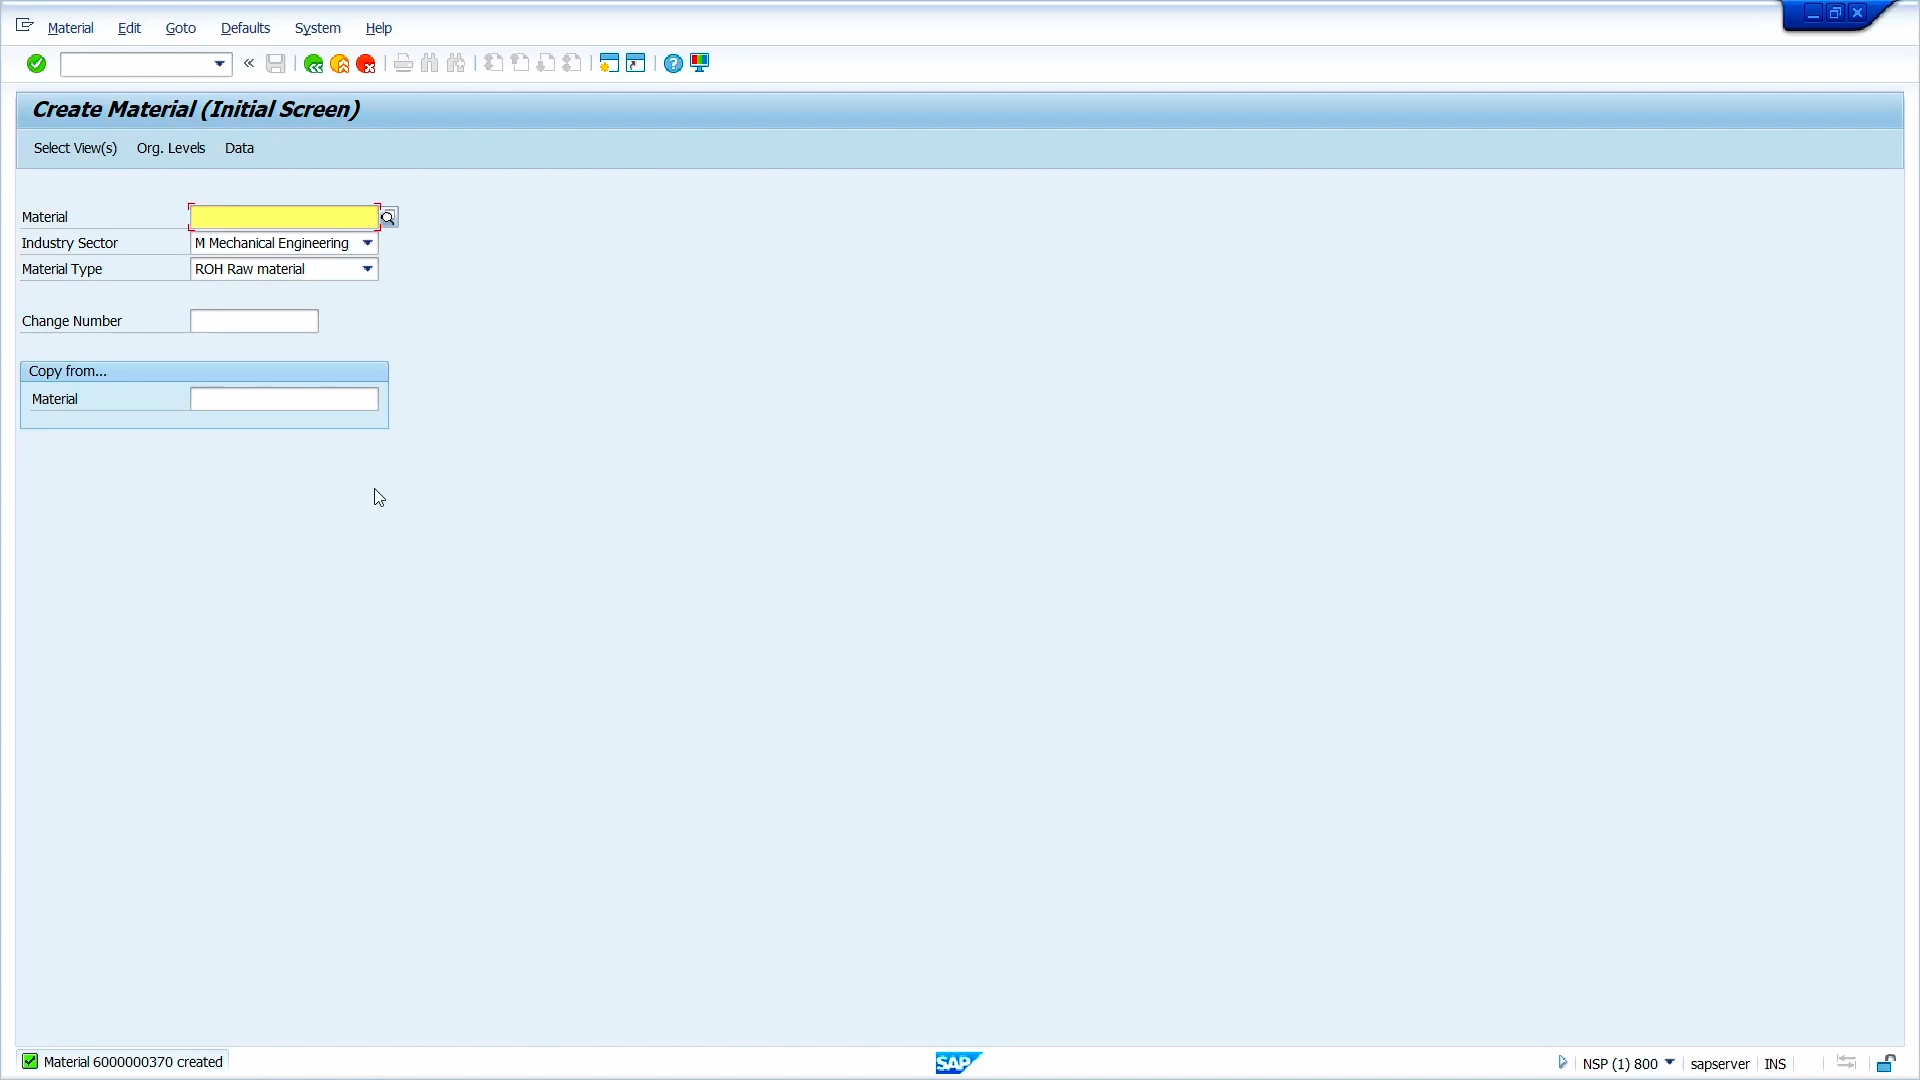 Material Edit Goto Defaults System Help
Create Material (Initial Screen)
Select View(s) Org. Levels Data
Material
Industry Sector M Mechanical Engineering
Material Type ROH Raw material
Change Number
Copy from...
Material
Material 6000000370 created SAP NSP (1) 800 sapserver INS